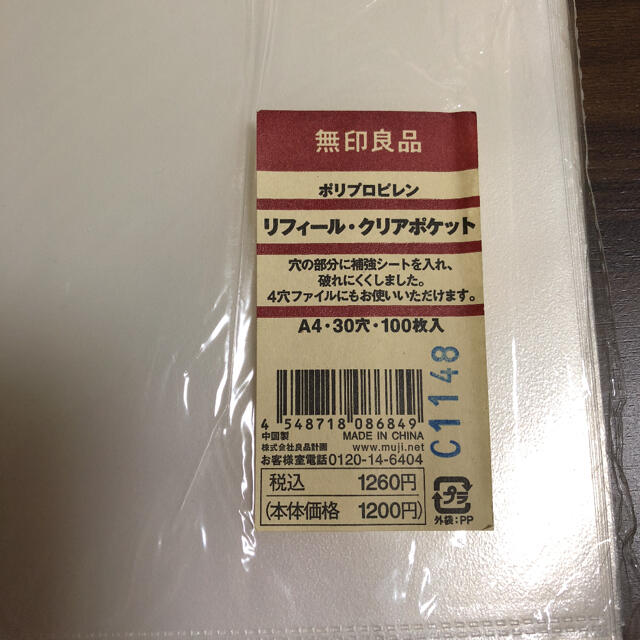 無印良品
ポリプロピレン
リフィール・クリアポケット
穴の部分に補強シートを入れ、
破れにくくしました。
4穴ファイルにもお使いいただけます。
A4・30穴・100枚入
C1148
4 548718 086849
中国製 MADE IN CHINA
株式会社良品計画 www.muji.net
お客様室電話0120-14-6404
税込 1260円
(本体価格 1200円)
プラ
外袋:PP